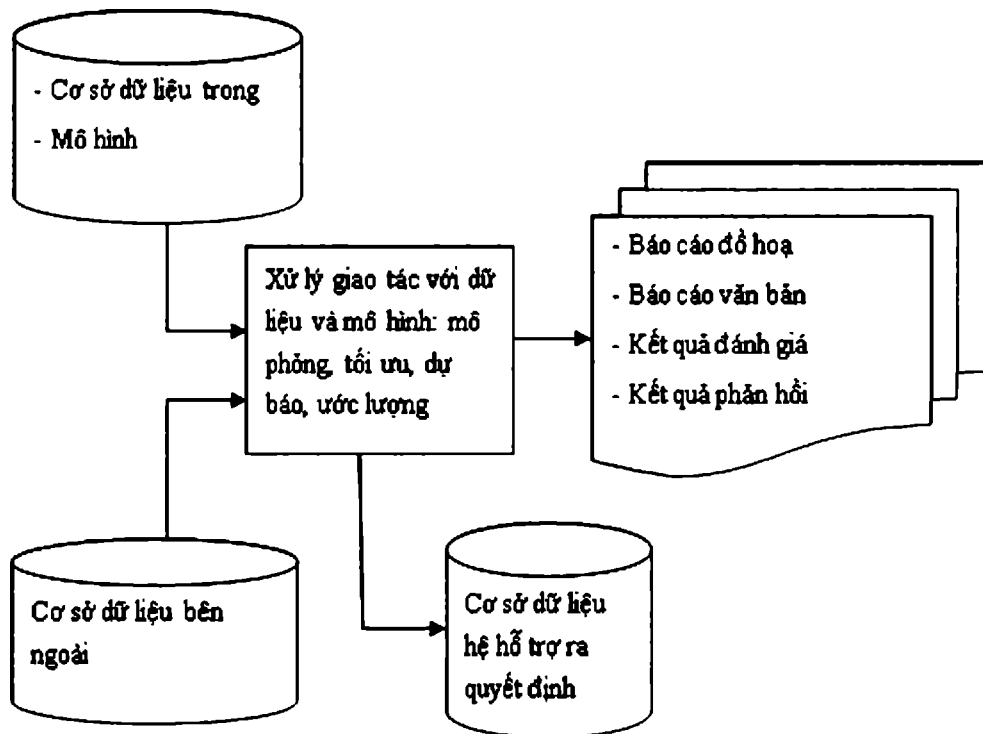 - Cơ sở dữ liệu trong
- Mô hình
Xử lý giao tác với dữ
liệu và mô hình: mô
phỏng, tối ưu, dự
báo, ước lượng
- Báo cáo đồ hoạ
- Báo cáo văn bản
- Kết quả đánh giá
- Kết quả phản hồi
Cơ sở dữ liệu bên
ngoài
Cơ sở dữ liệu
hệ hỗ trợ ra
quyết định